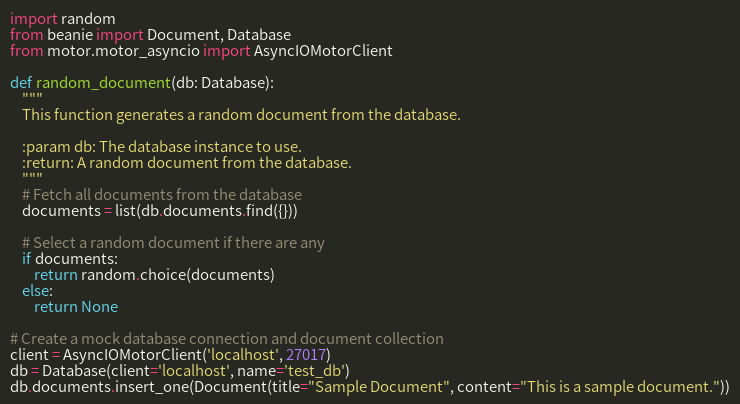 import random
from beanie import Document, Database
from motor.motor_asyncio import AsyncIOMotorClient

def random_document(db: Database):
    """
    This function generates a random document from the database.

    :param db: The database instance to use.
    :return: A random document from the database.
    """
    # Fetch all documents from the database
    documents = list(db.documents.find({}))

    # Select a random document if there are any
    if documents:
        return random.choice(documents)
    else:
        return None

# Create a mock database connection and document collection
client = AsyncIOMotorClient('localhost', 27017)
db = Database(client='localhost', name='test_db')
db.documents.insert_one(Document(title="Sample Document", content="This is a sample document."))